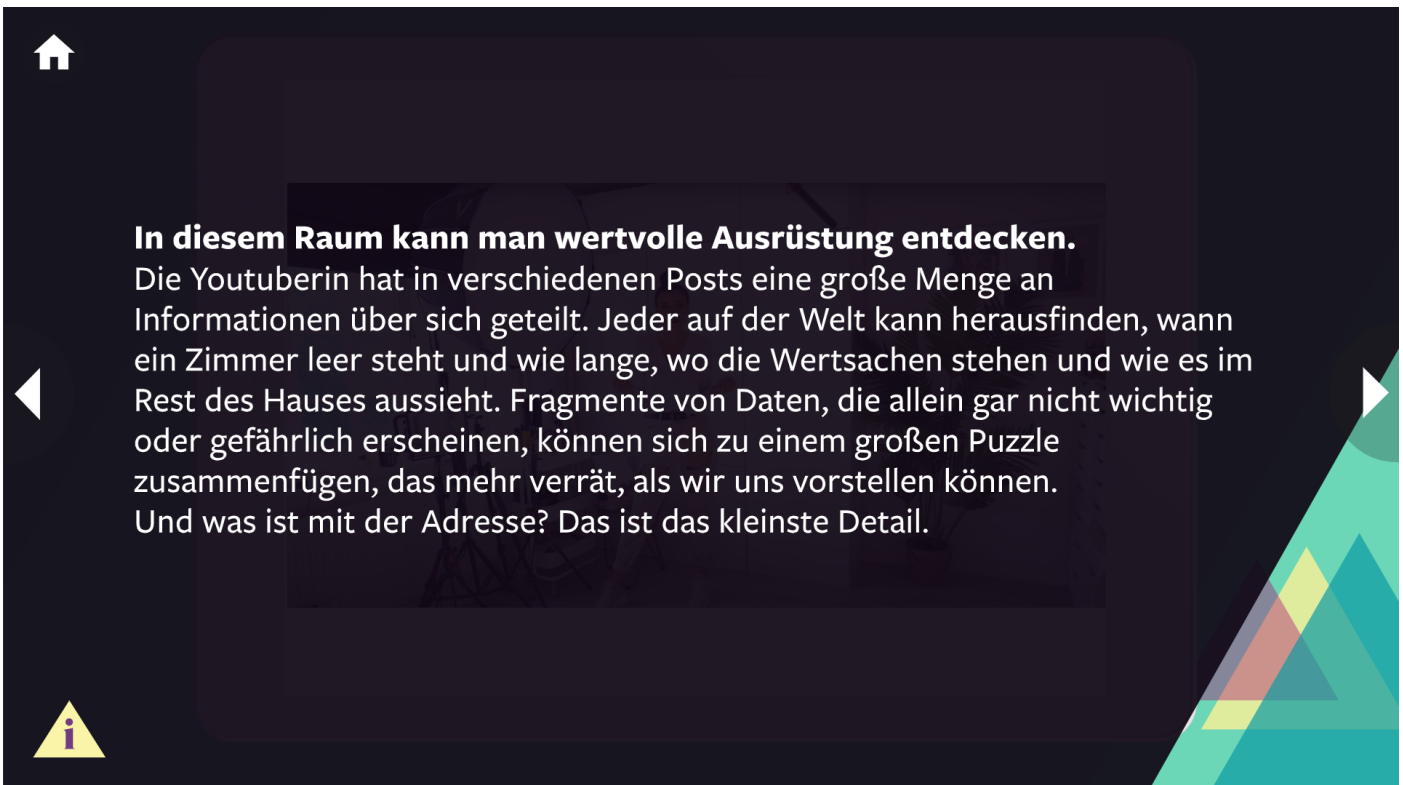 In diesem Raum kann man wertvolle Ausrüstung entdecken.
Die Youtuberin hat in verschiedenen Posts eine große Menge an
Informationen über sich geteilt. Jeder auf der Welt kann herausfinden, wann
ein Zimmer leer steht und wie lange, wo die Wertsachen stehen und wie es im
Rest des Hauses aussieht. Fragmente von Daten, die allein gar nicht wichtig
oder gefährlich erscheinen, können sich zu einem großen Puzzle
zusammenfügen, das mehr verrät, als wir uns vorstellen können.
Und was ist mit der Adresse? Das ist das kleinste Detail.
i